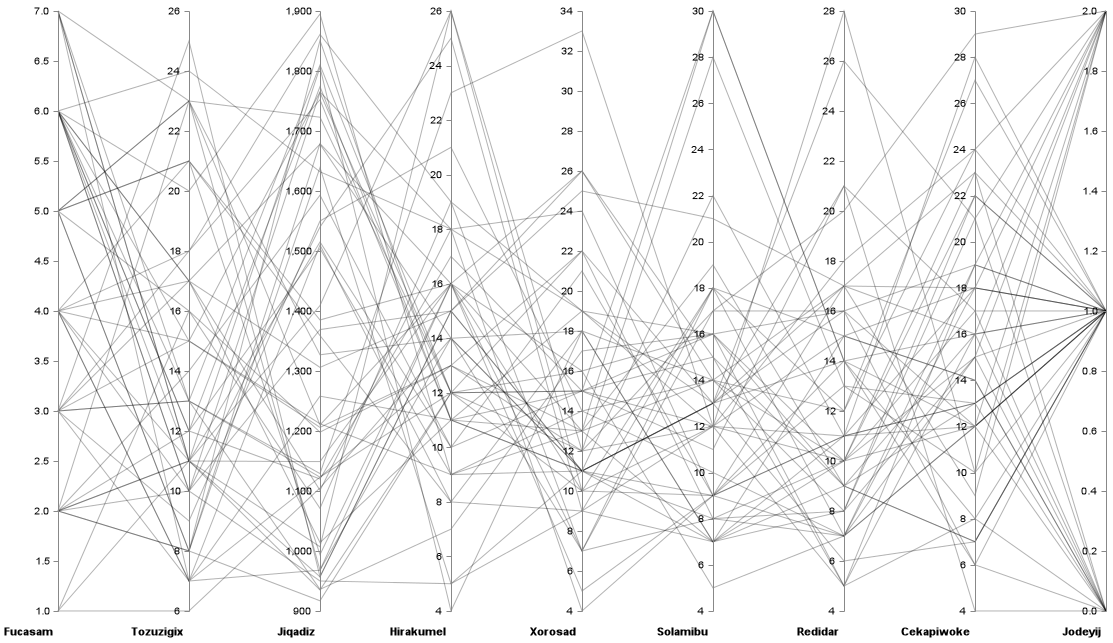 7.0 26 1,900 26 34 30 28 30 2.0
6.5 24 1,800 24 32 28 26 28 1.8
6.0 22 1,700 22 30 26 24 26 1.6
5.5 20 1,600 20 28 24 22 24 1.4
5.0 18 1,500 18 26 22 20 22 1.2
4.5 16 1,400 16 24 20 18 20 1.0
4.0 14 1,300 14 22 18 16 18 0.8
3.5 12 1,200 12 20 16 14 16 0.6
3.0 10 1,100 10 18 14 12 14 0.4
2.5 8 1,000 8 16 12 10 12 0.2
2.0 6 900 6 14 10 8 10 0.0
1.5 4 12 8 6 8
1.0 10 6 4 6
8 4 4
6
4
Fucasam Tozuzigix Jiqadiz Hirakumel Xorosad Solamibu Redidar Cekapiwoke Jodeyij